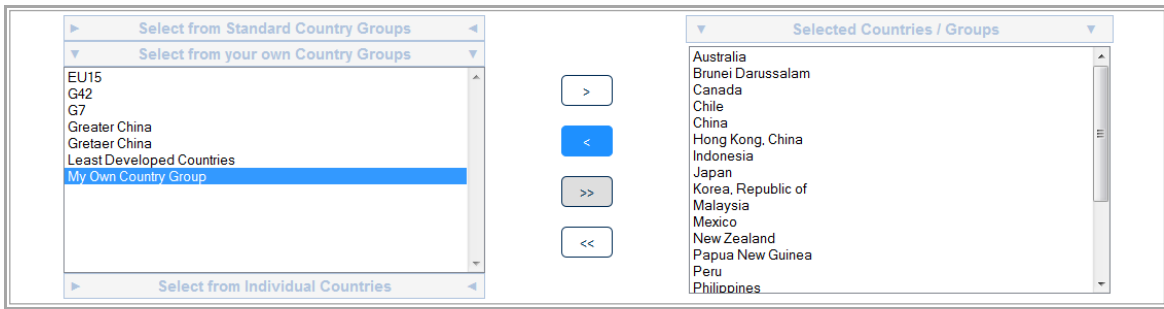 Select from Standard Country Groups
Select from your own Country Groups
EU15
G42
G7
Greater China
Gretaer China
Least Developed Countries
My Own Country Group
Select from Individual Countries
>
<
>>
<<
Selected Countries / Groups
Australia
Brunei Darussalam
Canada
Chile
China
Hong Kong, China
Indonesia
Japan
Korea, Republic of
Malaysia
Mexico
New Zealand
Papua New Guinea
Peru
Philippines